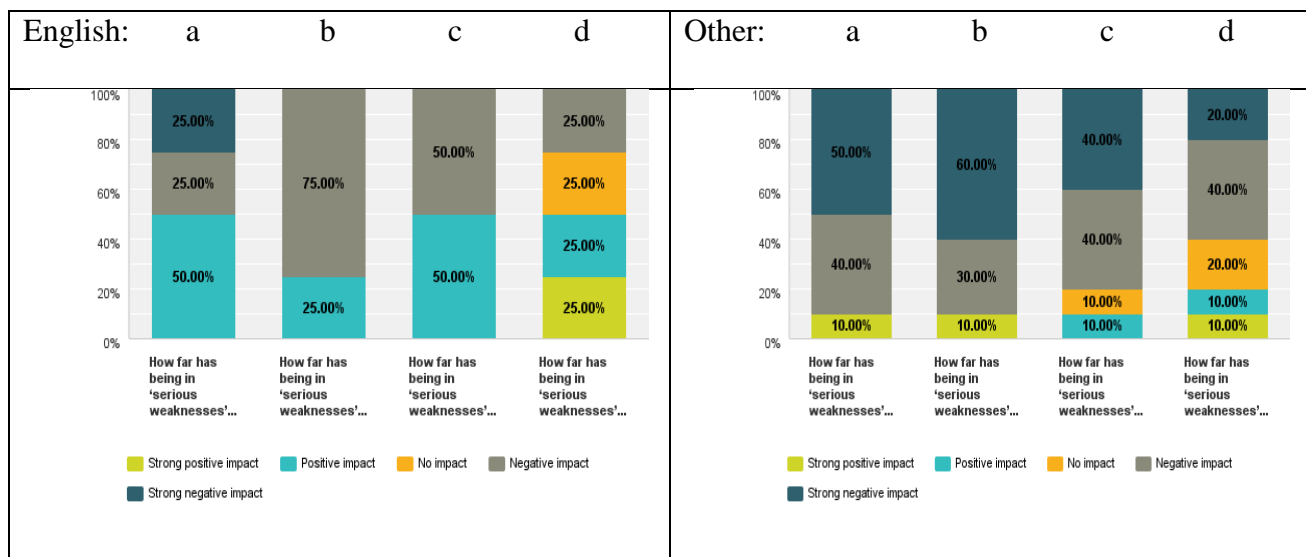 English: a b c d
100%
80%
60%
40%
20%
0%
25.00%
25.00%
50.00%
75.00%
25.00%
50.00%
50.00%
25.00%
25.00%
25.00%
25.00%
How far has
being in
‘serious
weaknesses’...
How far has
being in
‘serious
weaknesses’...
How far has
being in
‘serious
weaknesses’...
How far has
being in
‘serious
weaknesses’...
Strong positive impact Positive impact No impact Negative impact
Strong negative impact
Other: a b c d
100%
80%
60%
40%
20%
0%
50.00%
40.00%
10.00%
60.00%
30.00%
10.00%
40.00%
40.00%
10.00%
10.00%
20.00%
40.00%
20.00%
10.00%
10.00%
How far has
being in
‘serious
weaknesses’...
How far has
being in
‘serious
weaknesses’...
How far has
being in
‘serious
weaknesses’...
How far has
being in
‘serious
weaknesses’...
Strong positive impact Positive impact No impact Negative impact
Strong negative impact